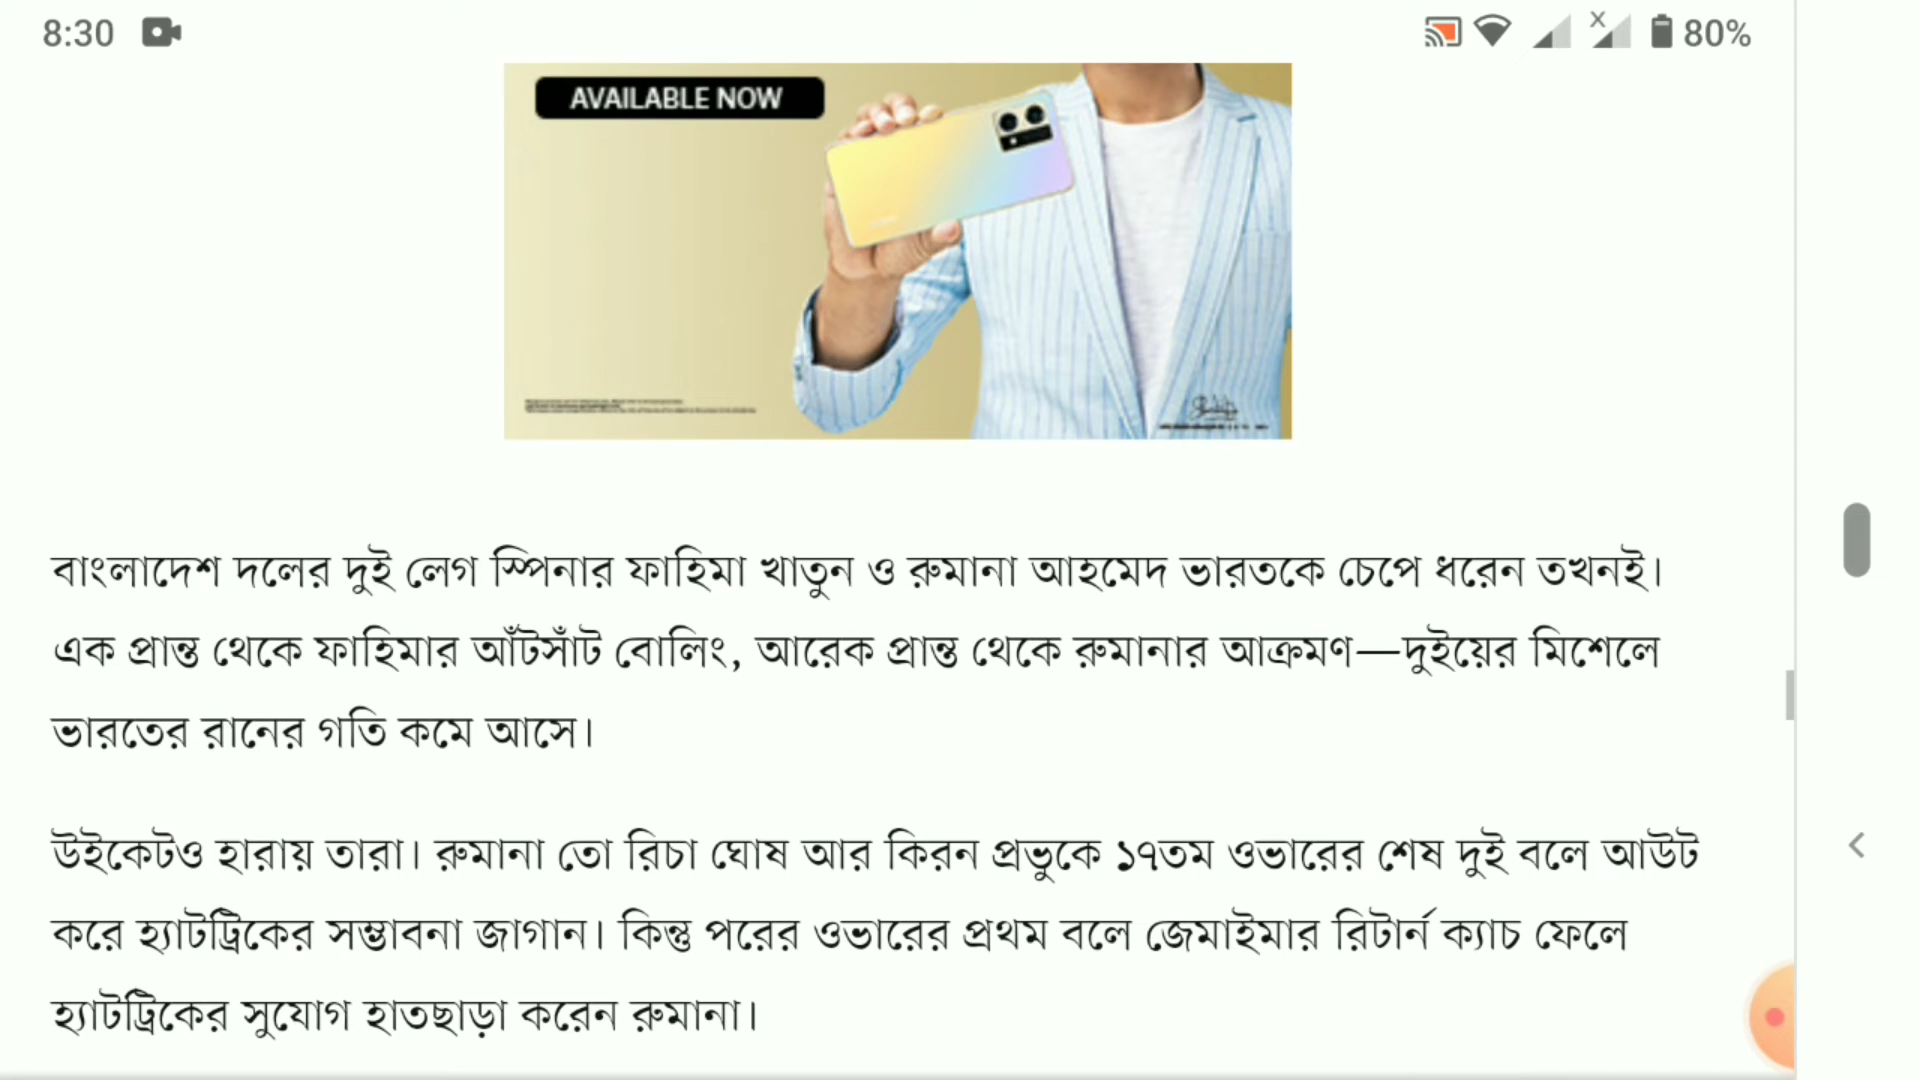 8:30
80%
AVAILABLE NOW
বাংলাদেশ দলের দুই লেগ স্পিনার ফাহিমা খাতুন ও রুমানা আহমেদ ভারতকে চেপে ধরেন তখনই।
এক প্রান্ত থেকে ফাহিমার আঁটসাঁট বোলিং, আরেক প্রান্ত থেকে রুমানার আক্রমণ—দুইয়ের মিশেলে
ভারতের রানের গতি কমে আসে।
উইকেটও হারায় তারা। রুমানা তো রিচা ঘোষ আর কিরন প্রভুকে ১৭তম ওভারের শেষ দুই বলে আউট
করে হ্যাটট্রিকের সম্ভাবনা জাগান। কিন্তু পরের ওভারের প্রথম বলে জেমাইমার রিটার্ন ক্যাচ ফেলে
হ্যাটট্রিকের সুযোগ হাতছাড়া করেন রুমানা।